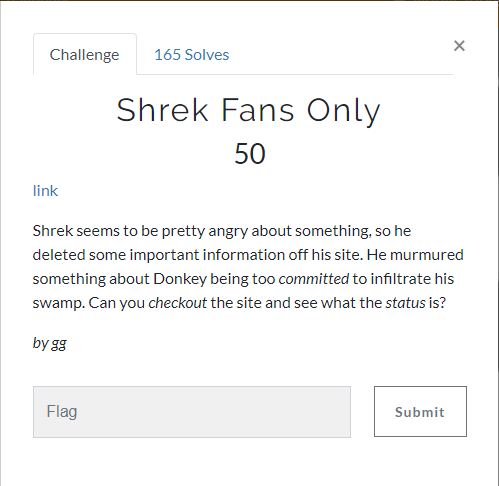 Challenge
165 Solves
×
Shrek Fans Only
50
link
Shrek seems to be pretty angry about something, so he
deleted some important information off his site. He murmured
something about Donkey being too committed to infiltrate his
swamp. Can you checkout the site and see what the status is?
by gg
Flag
Submit